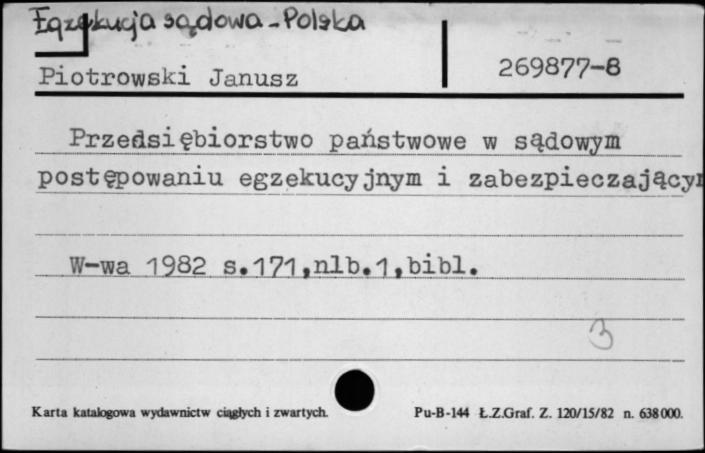 Egzekucja sądowa - Polska
Piotrowski Janusz
269877-8
Przedsiębiorstwo państwowe w sądowym
postępowaniu egzekucyjnym i zabezpieczający
W-wa 1982 s.171,nlb.1,bibl.
3
Karta katalogowa wydawnictw ciągłych i zwartych.
Pu-B-144 Ł.Z.Graf. Z. 120/15/82 n. 638000.